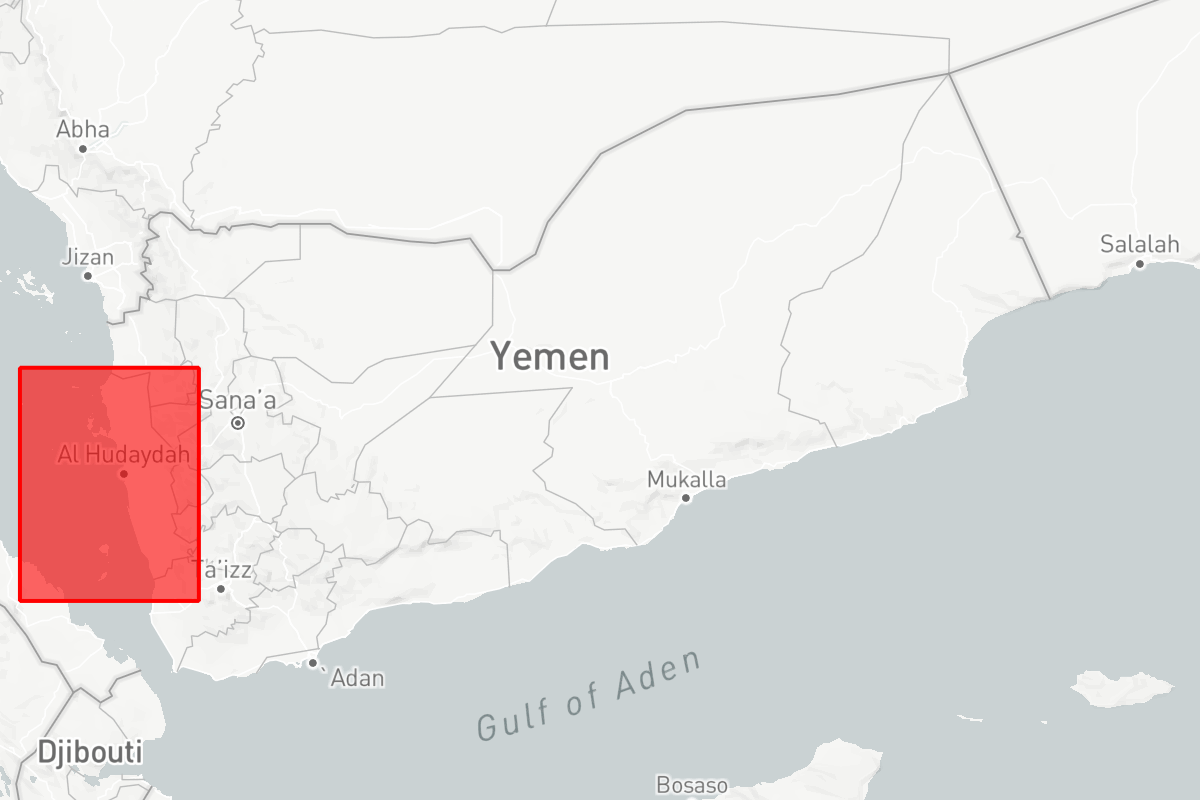 Abha
Jizan
Salalah
Yemen
Sana'a
Al Hudaydah
Mukalla
Ta'izz
`Adan
Gulf of Aden
Djibouti
Bosaso